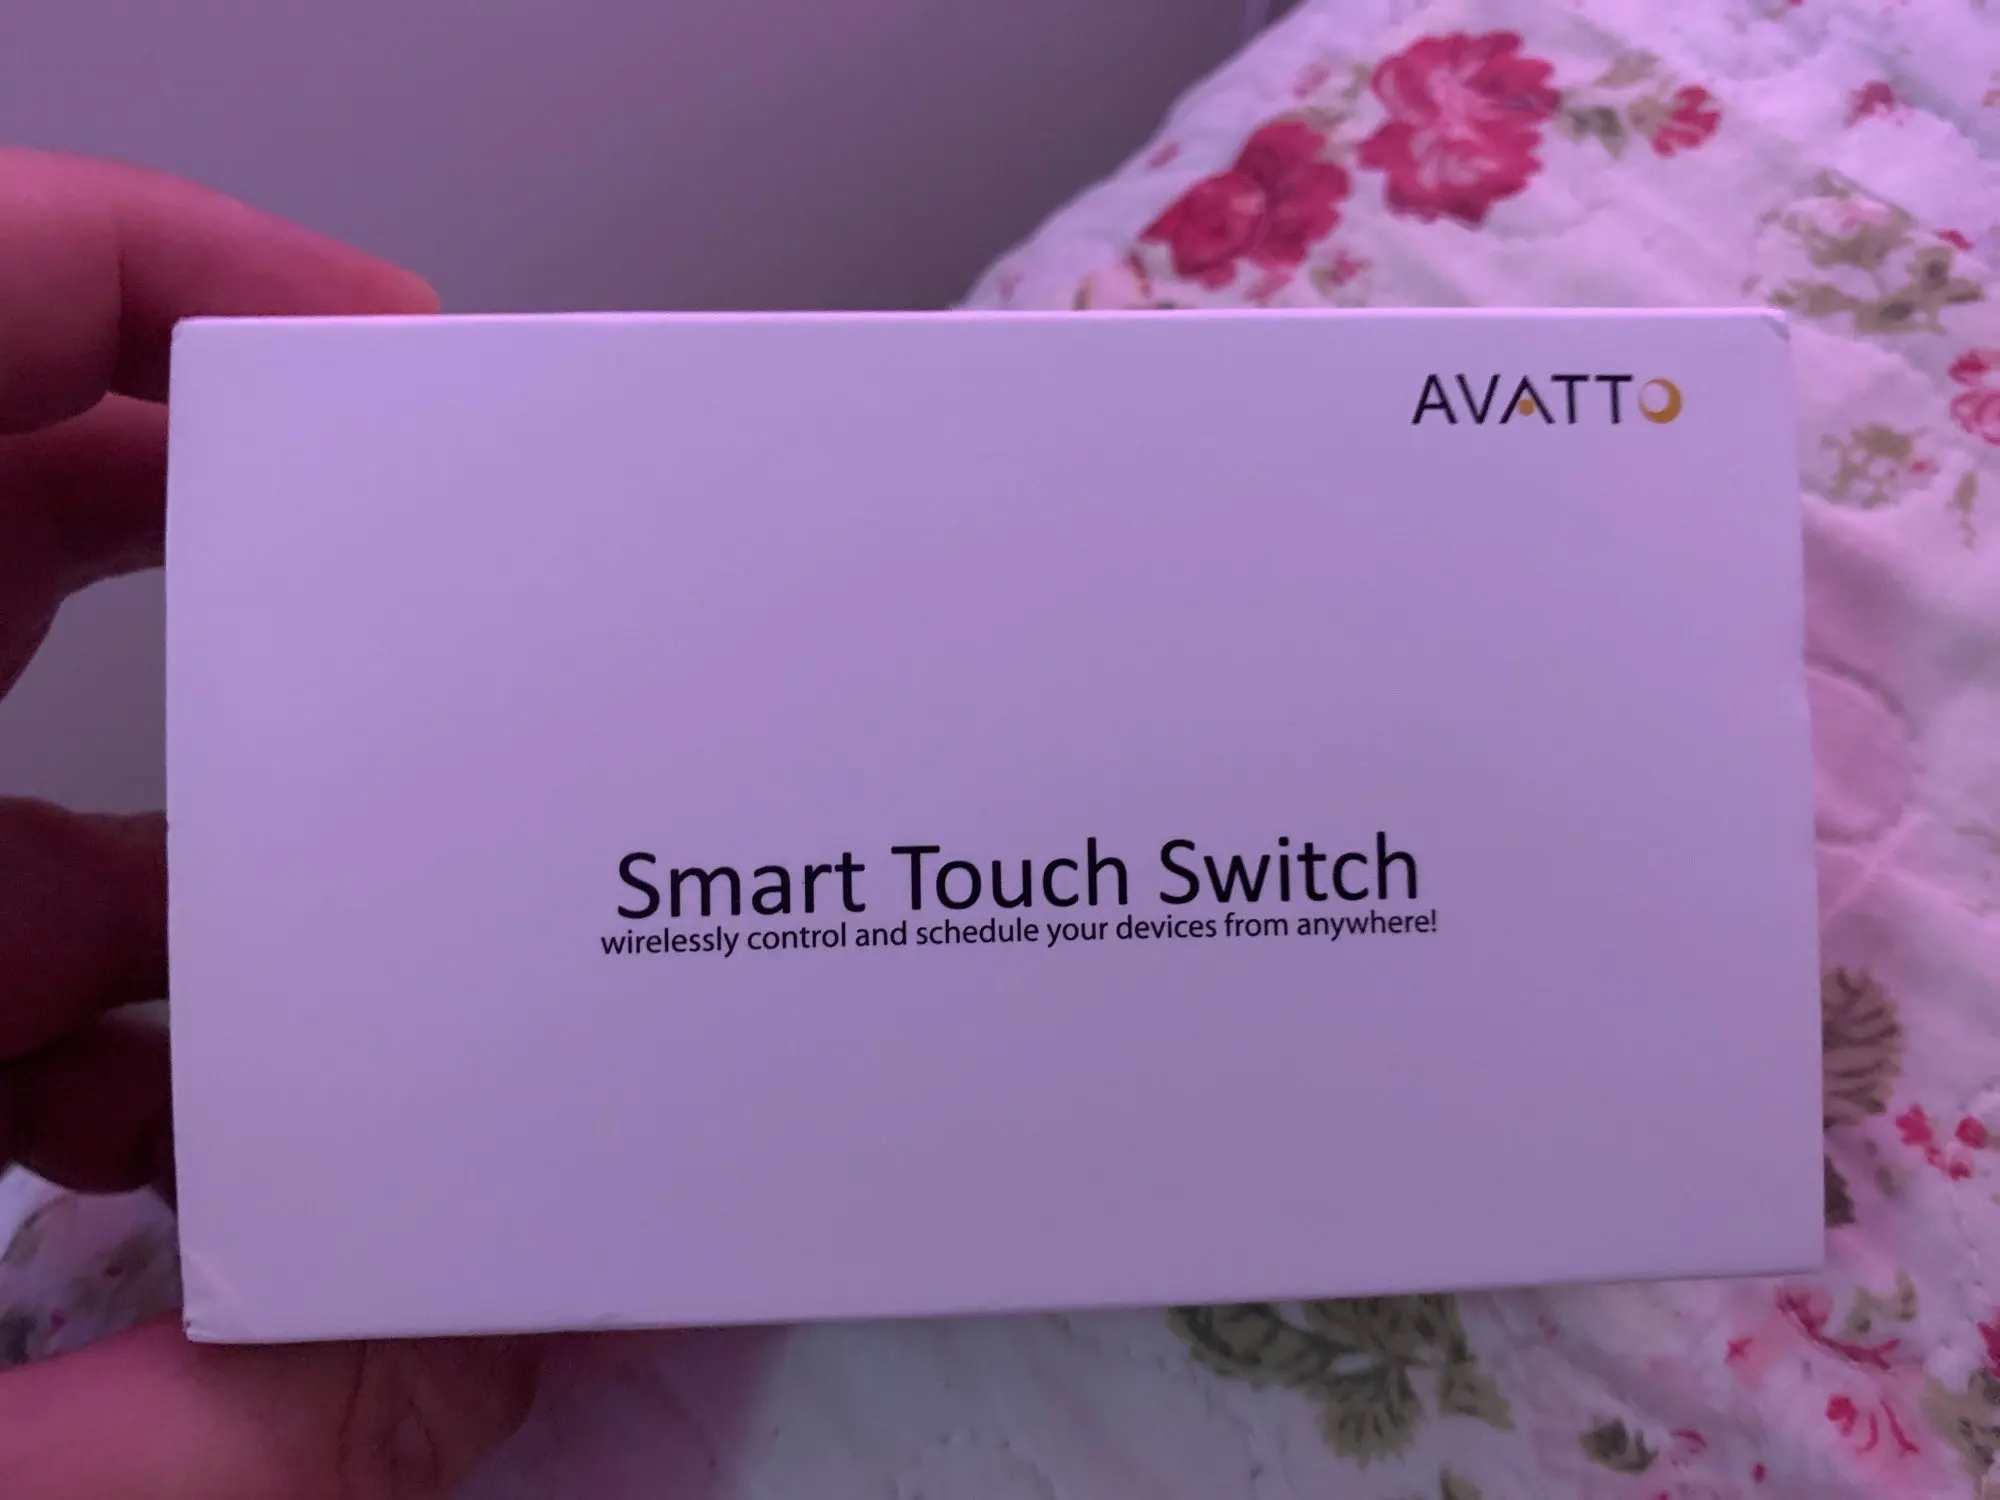 AVATTO
Smart Touch Switch
wirelessly control and schedule your devices from anywhere!